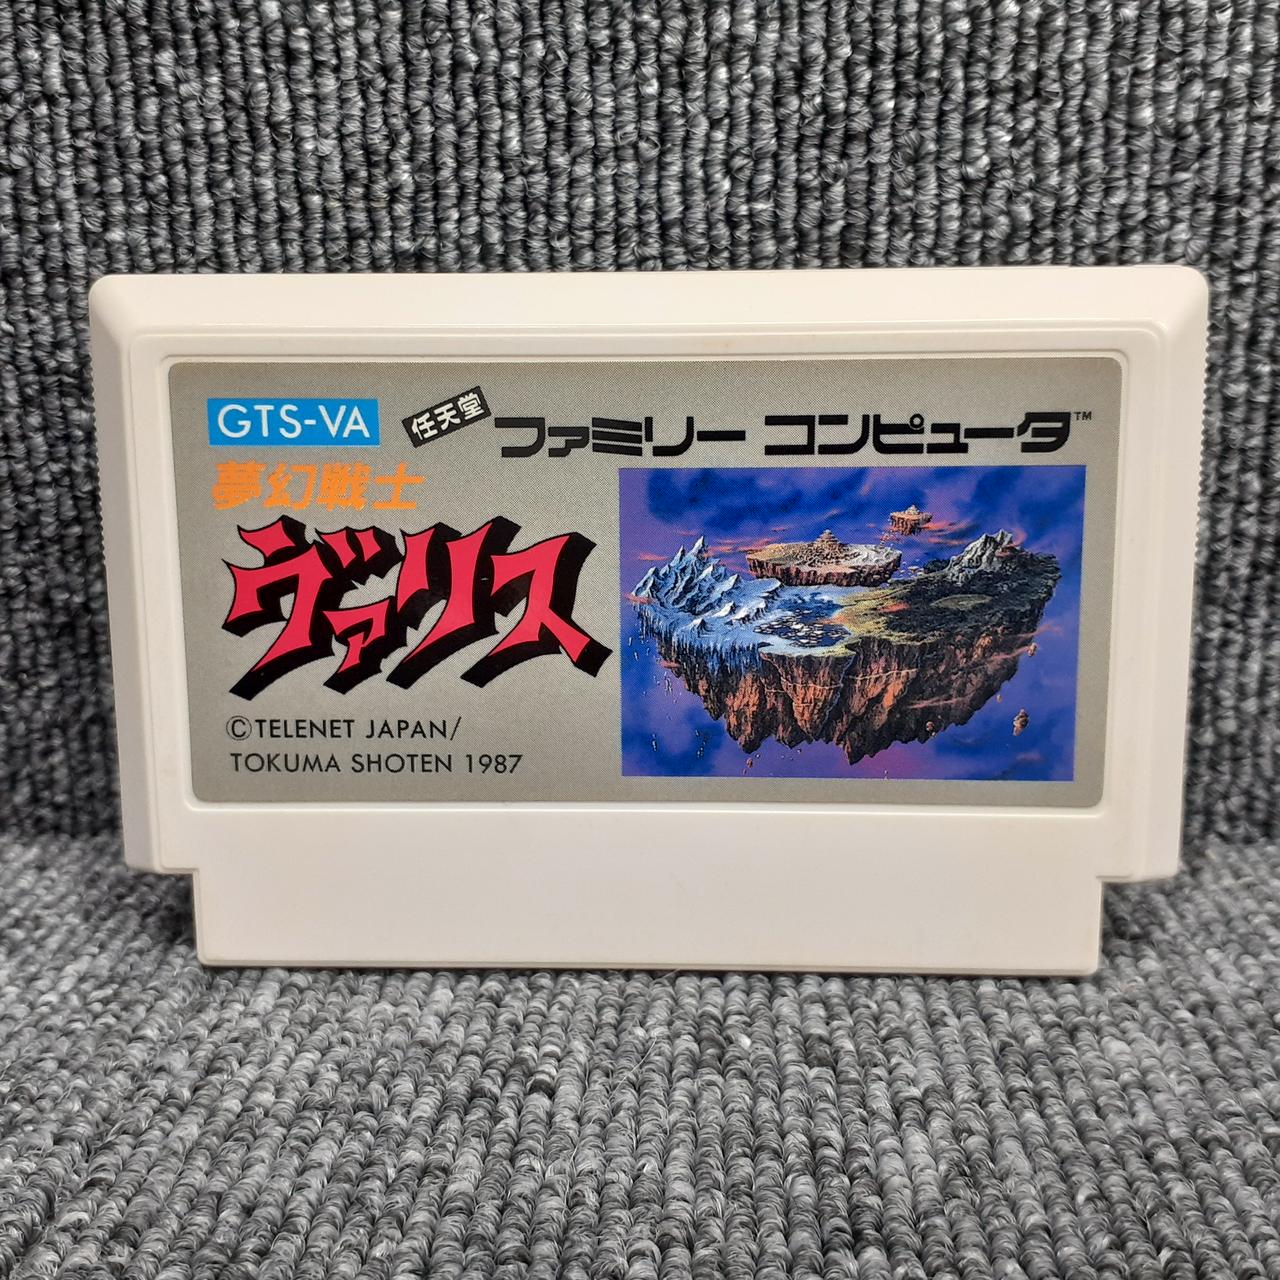 GTS-VA
任天堂 ファミリー コンピュータ™
夢幻戦士
ヴァリス
©TELENET JAPAN/
TOKUMA SHOTEN 1987